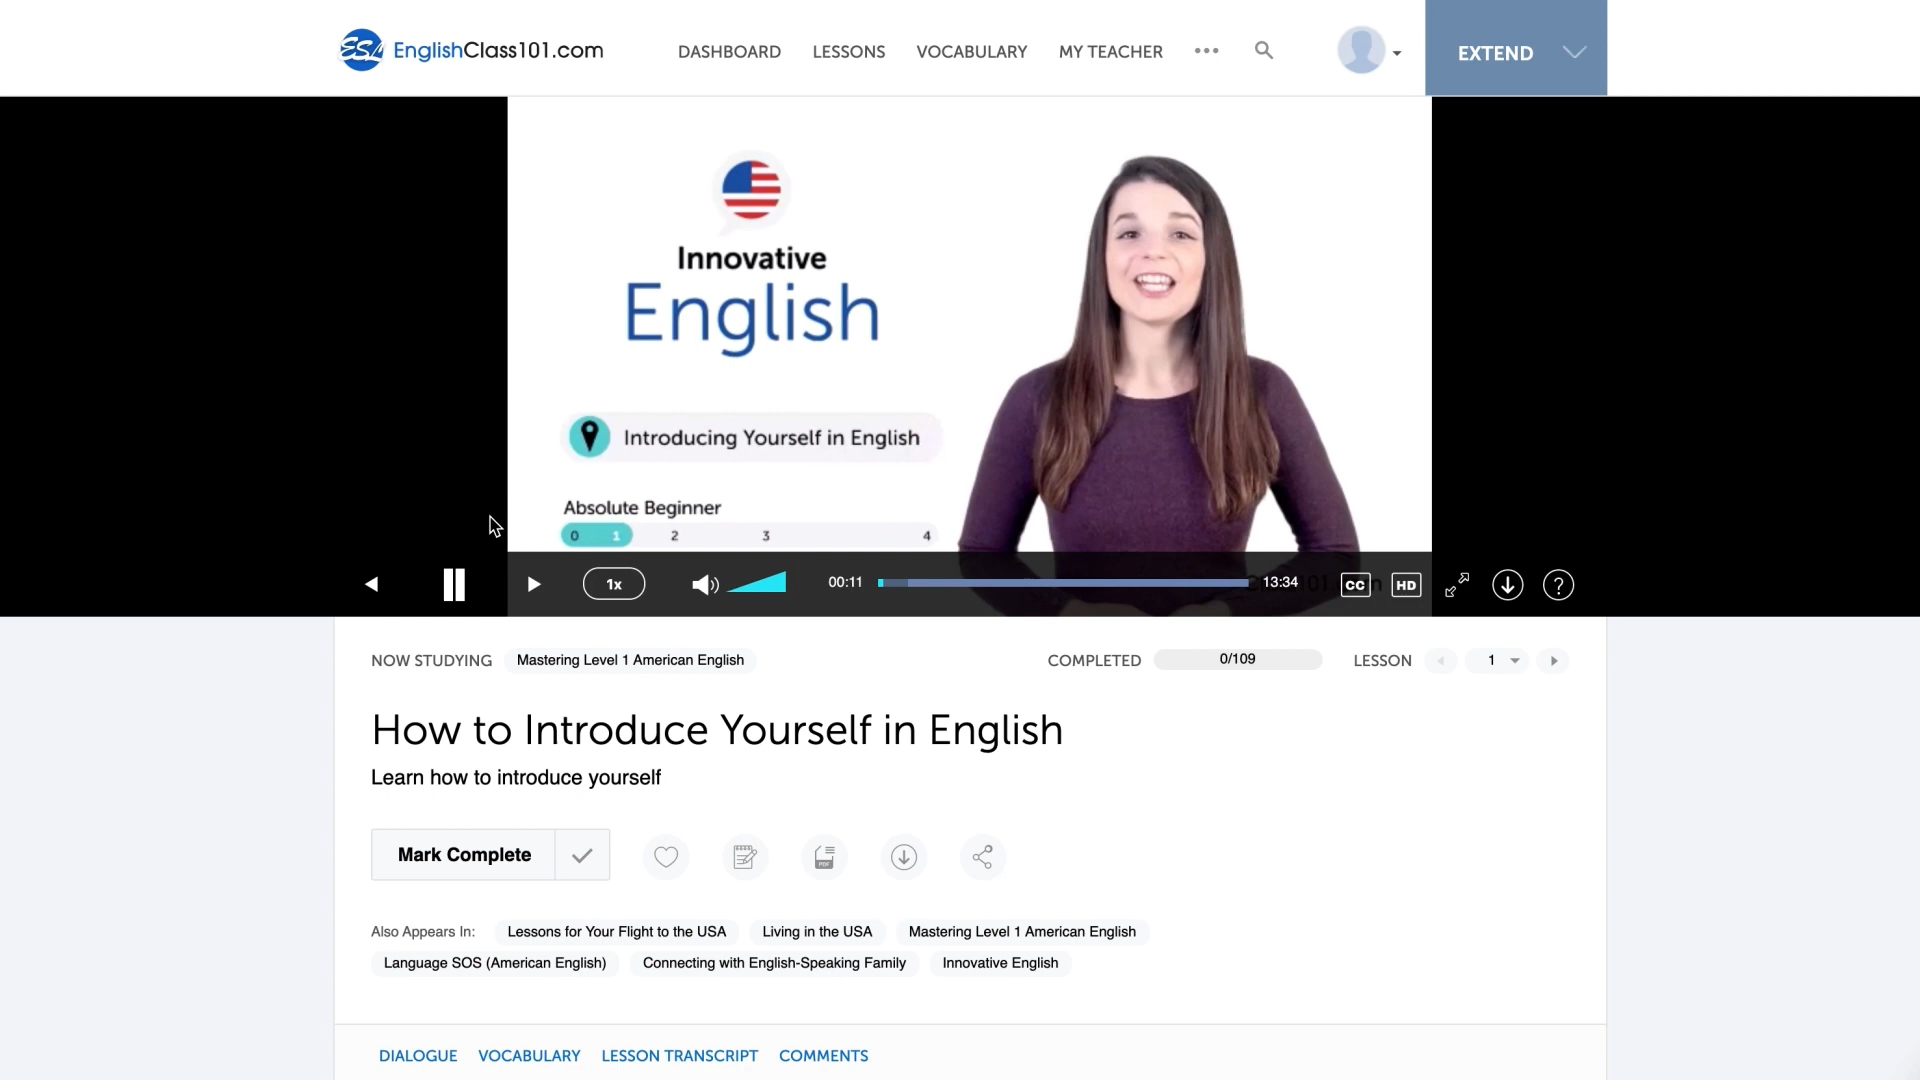 ESL EnglishClass101.com DASHBOARD LESSONS VOCABULARY MY TEACHER ••• EXTEND
Innovative
English
Introducing Yourself in English
Absolute Beginner
0 1 2 3 4
1x 00:11 13:34 CC HD ?
NOW STUDYING Mastering Level 1 American English COMPLETED 0/109 LESSON 1
How to Introduce Yourself in English
Learn how to introduce yourself
Mark Complete PDF
Also Appears In: Lessons for Your Flight to the USA Living in the USA Mastering Level 1 American English
Language SOS (American English) Connecting with English-Speaking Family Innovative English
DIALOGUE VOCABULARY LESSON TRANSCRIPT COMMENTS